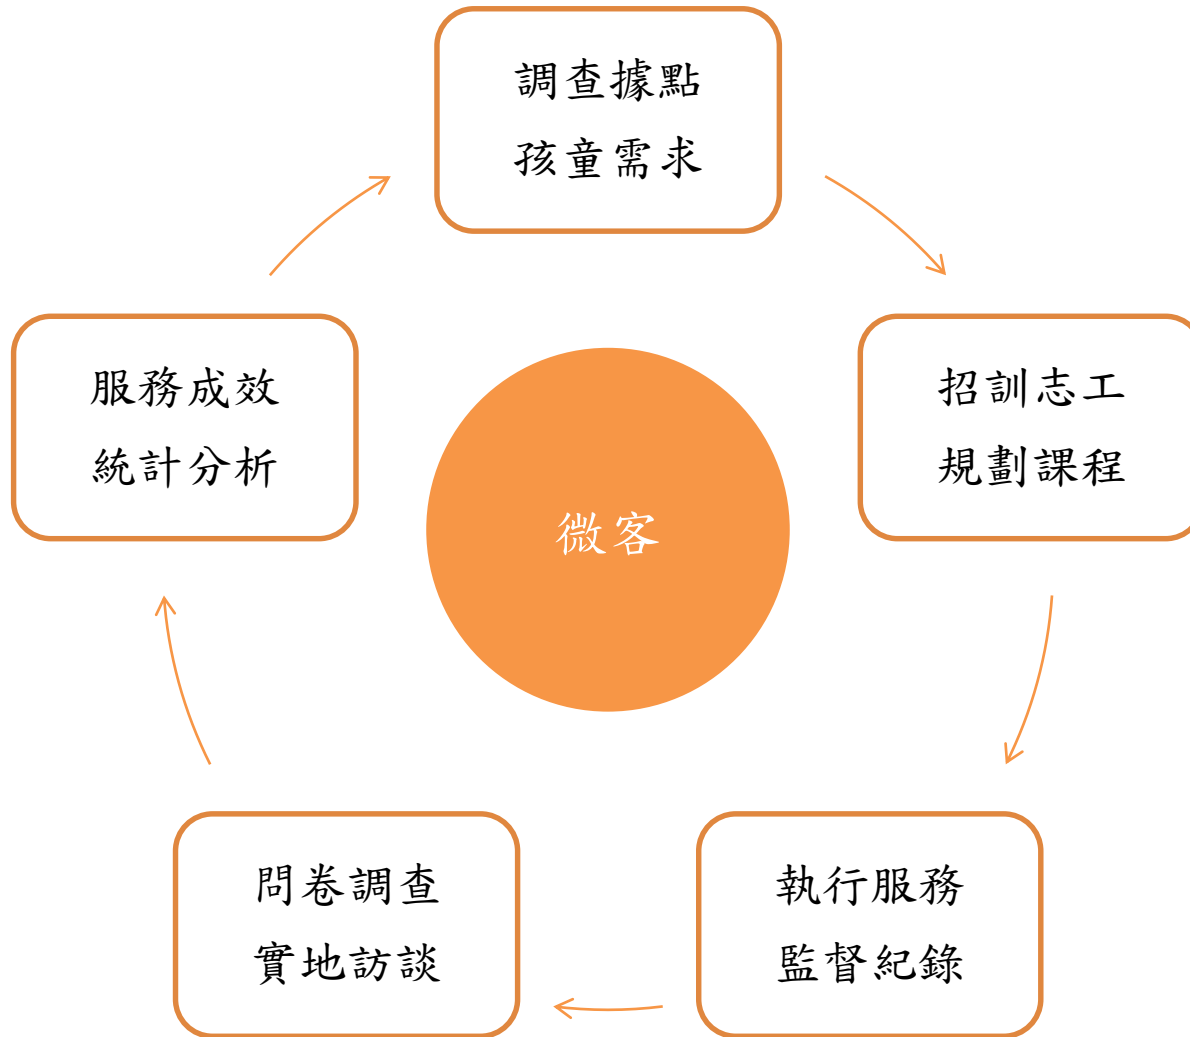 調查據點
孩童需求
招訓志工
規劃課程
執行服務
監督紀錄
問卷調查
實地訪談
服務成效
統計分析
微客